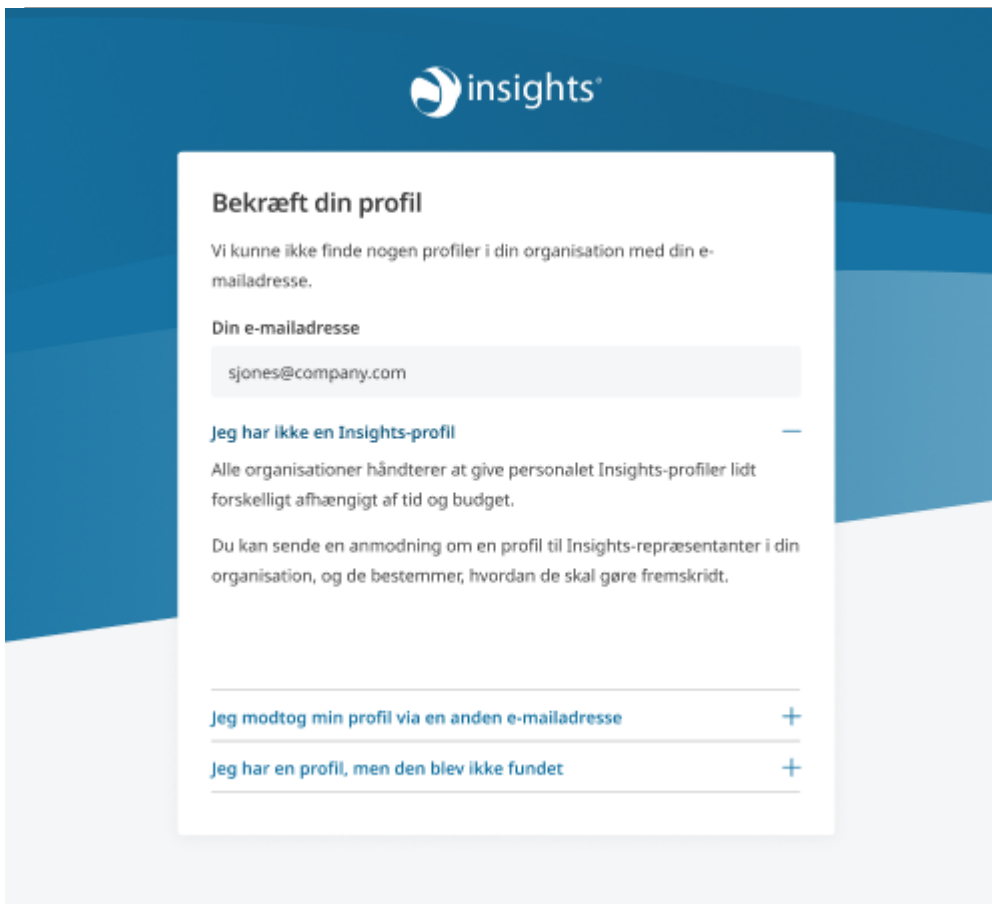 insights®
Bekræft din profil
Vi kunne ikke finde nogen profiler i din organisation med din e-
mailadresse.
Din e-mailadresse
sjones@company.com
Jeg har ikke en Insights-profil
Alle organisationer håndterer at give personalet Insights-profiler lidt
forskelligt afhængigt af tid og budget.
Du kan sende en anmodning om en profil til Insights-repræsentanter i din
organisation, og de bestemmer, hvordan de skal gøre fremskridt.
Jeg modtog min profil via en anden e-mailadresse
Jeg har en profil, men den blev ikke fundet